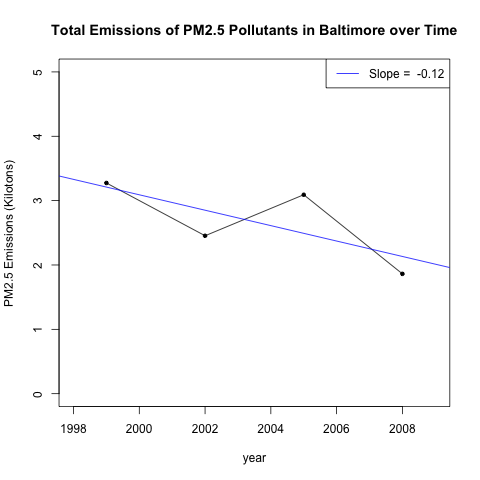 Total Emissions of PM2.5 Pollutants in Baltimore over Time
Slope = -0.12
PM2.5 Emissions (Kilotons)
5
4
3
2
1
0
1998 2000 2002 2004 2006 2008
year